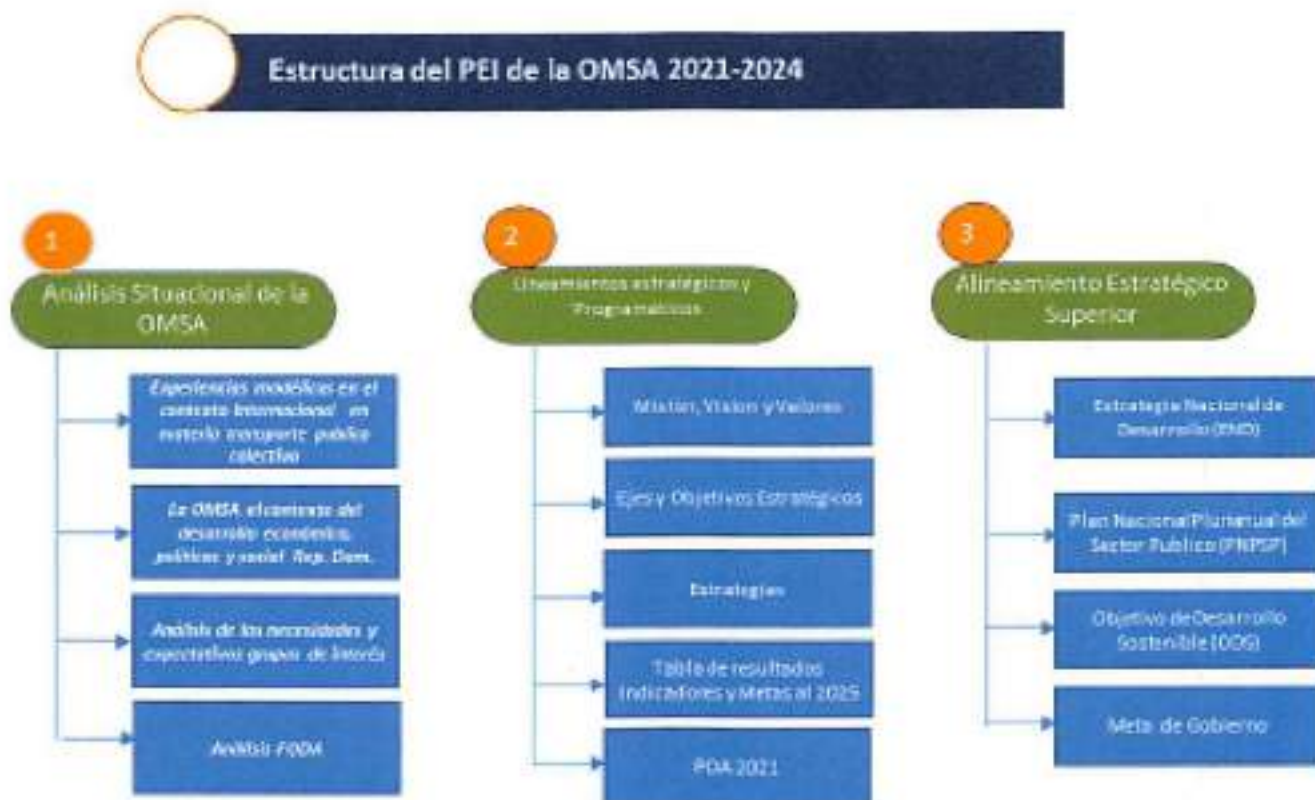 Estructura del PEI de la OMSA 2021-2024
1
Análisis Situacional de la
OMSA
Experiencias modélicas en el
contexto Internacional en
materia transporte público
colectivo
La OMSA el contexto del
desarrollo económico,
políticas y social Rep. Dom.
Análisis de las necesidades y
expectativas grupos de interés
Análisis FODA
2
Lineamientos estratégicos y
Programáticos
Mision, Vision y Valores
Ejes y Objetivos Estratégicos
Estrategias
Tabla de resultados
Indicadores y Metas al 2025
POA 2021
3
Alineamiento Estratégico
Superior
Estrategia Nacional de
Desarrollo (END)
Plan Nacional Plurianual del
Sector Publico (PNPSP)
Objetivo de Desarrollo
Sostenible (ODS)
Meta de Gobierno